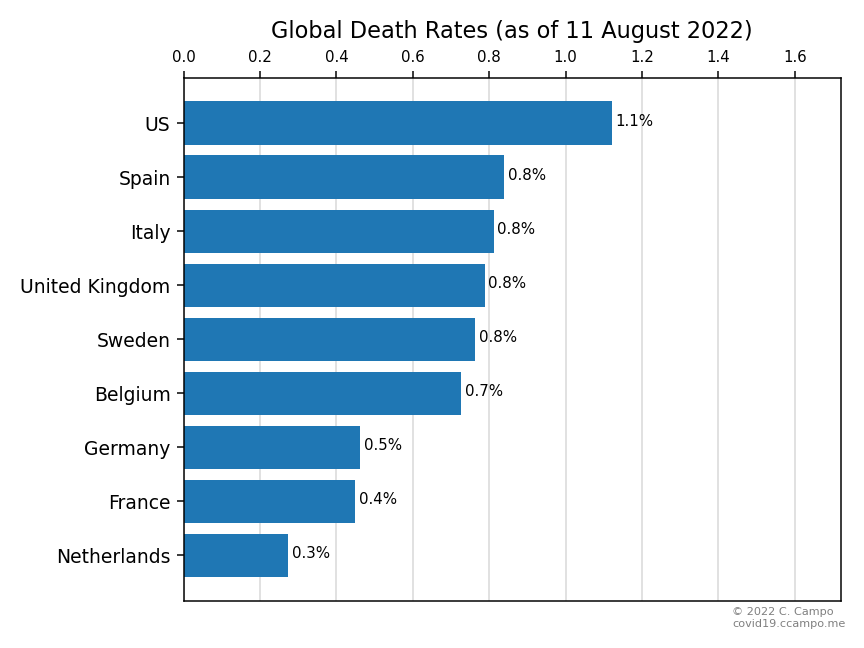 Global Death Rates (as of 11 August 2022)
0.0 0.2 0.4 0.6 0.8 1.0 1.2 1.4 1.6
US 1.1%
Spain 0.8%
Italy 0.8%
United Kingdom 0.8%
Sweden 0.8%
Belgium 0.7%
Germany 0.5%
France 0.4%
Netherlands 0.3%
© 2022 C. Campo
covid19.ccampo.me